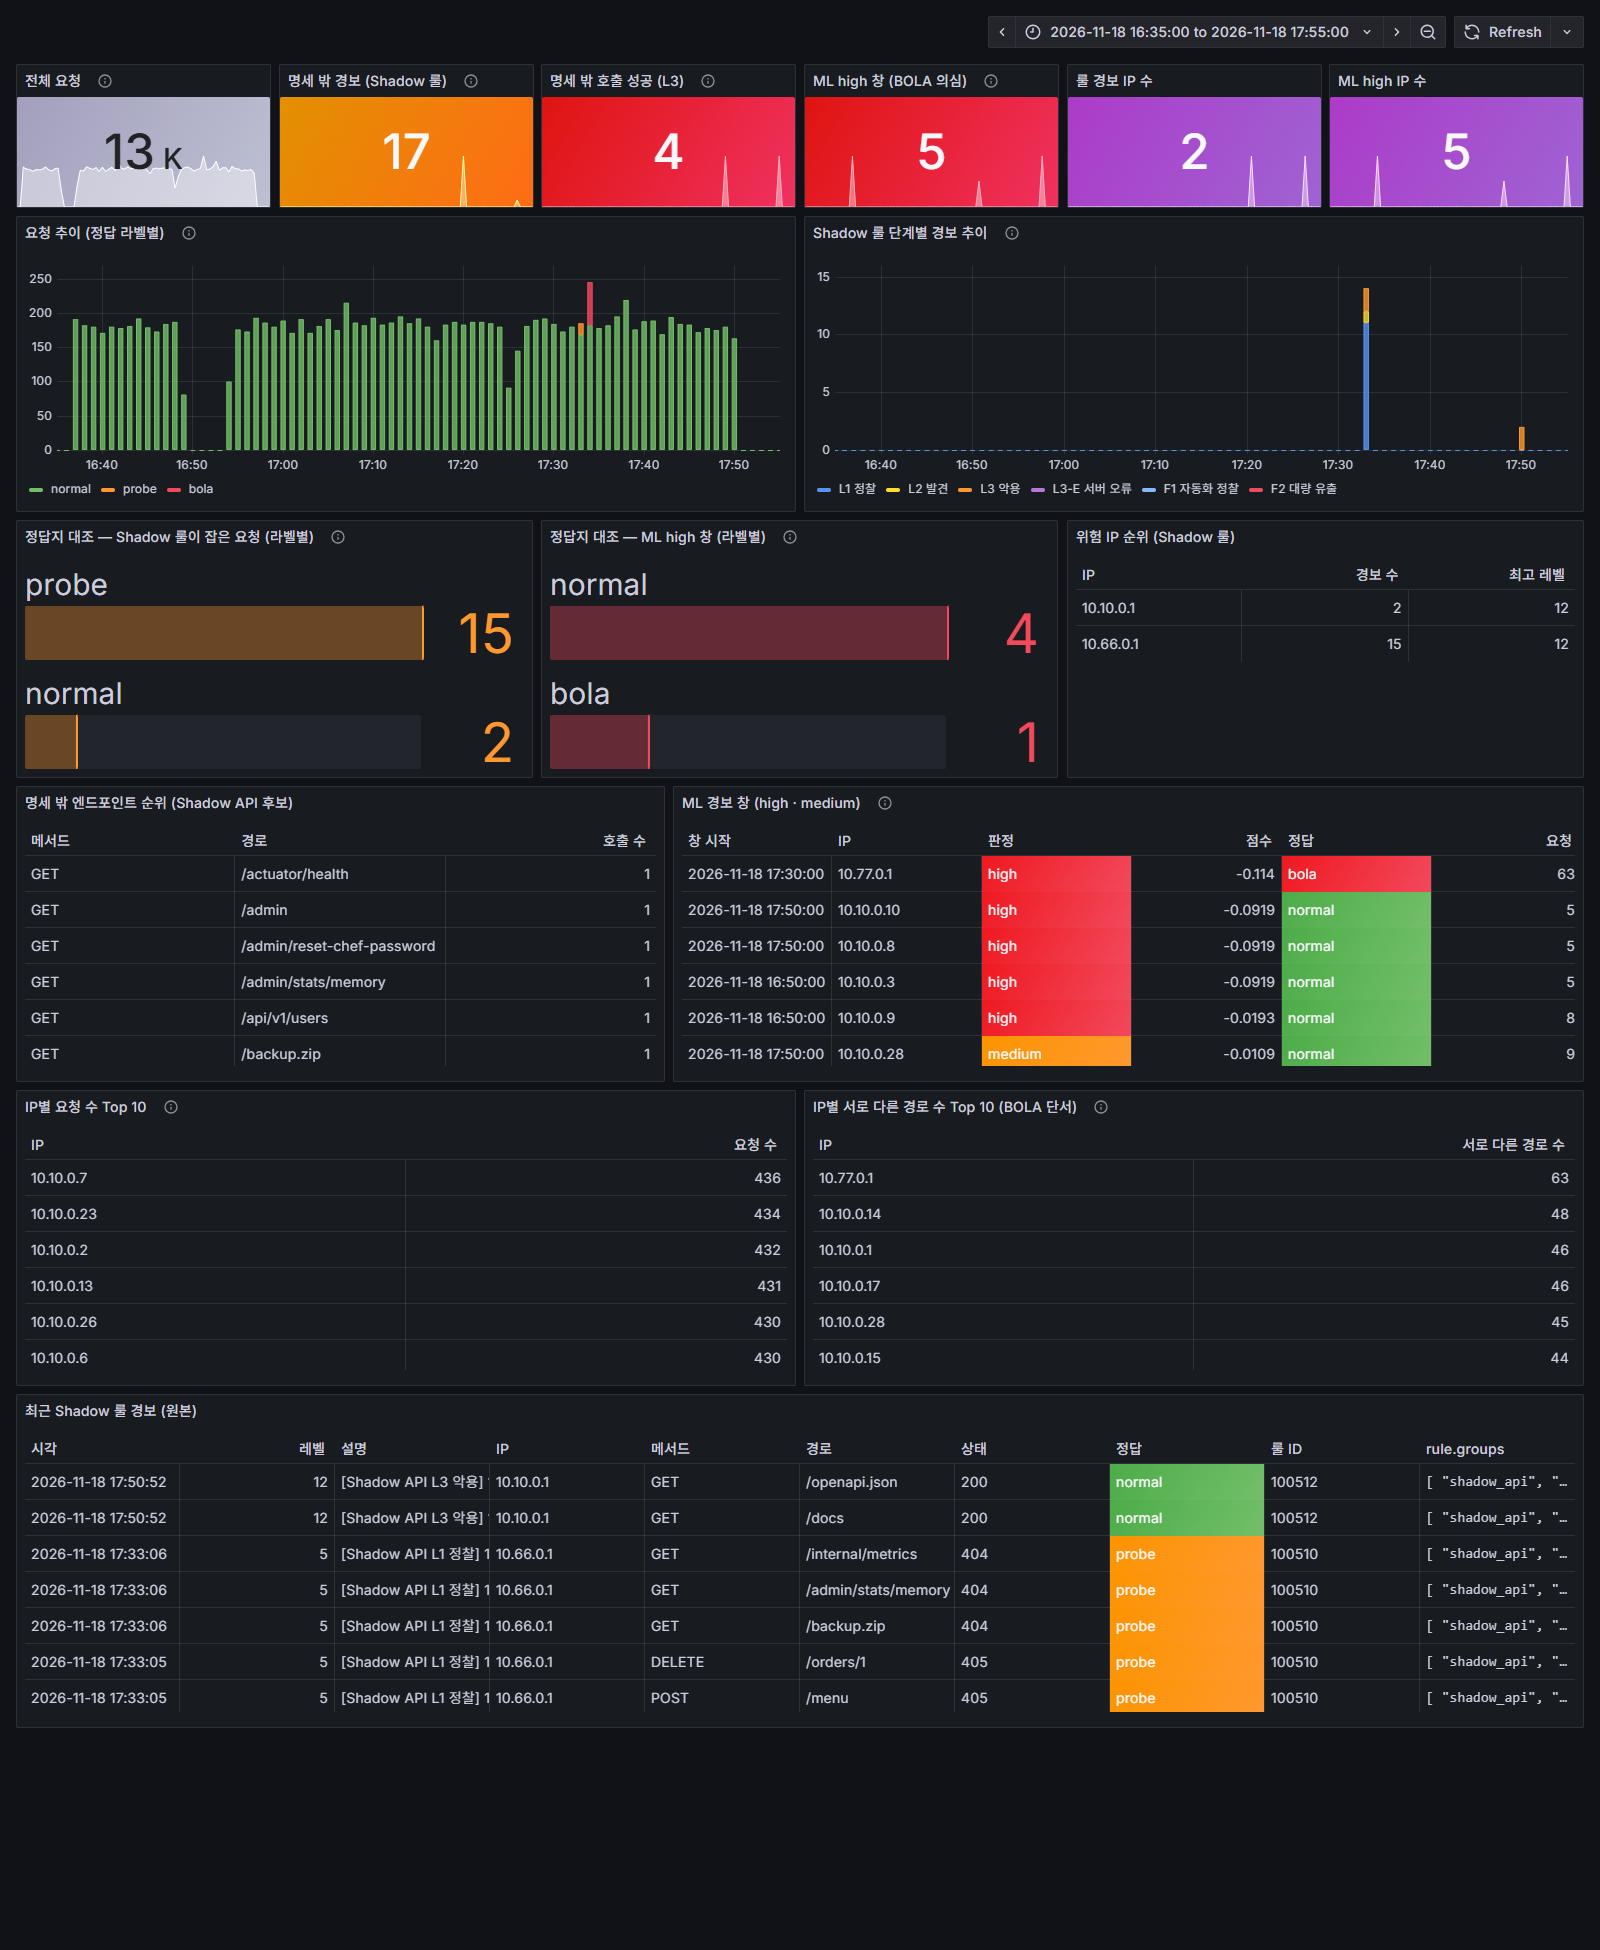 2026-11-18 16:35:00 to 2026-11-18 17:55:00
Refresh
전체 요청
명세 밖 경보 (Shadow 룰)
명세 밖 호출 성공 (L3)
ML high 창 (BOLA 의심)
룰 경보 IP 수
ML high IP 수
13 K
17
4
5
2
5
요청 추이 (정답 라벨별)
250
200
150
100
50
0
16:40 16:50 17:00 17:10 17:20 17:30 17:40 17:50
normal probe bola
Shadow 룰 단계별 경보 추이
15
10
5
0
16:40 16:50 17:00 17:10 17:20 17:30 17:40 17:50
L1 정찰 L2 발견 L3 악용 L3-E 서버 오류 F1 자동화 정찰 F2 대량 유출
정답지 대조 — Shadow 룰이 잡은 요청 (라벨별)
probe
15
normal
2
정답지 대조 — ML high 창 (라벨별)
normal
4
bola
1
위험 IP 순위 (Shadow 룰)
IP 경보 수 최고 레벨
10.10.0.1 2 12
10.66.0.1 15 12
명세 밖 엔드포인트 순위 (Shadow API 후보)
메서드 경로 호출 수
GET /actuator/health 1
GET /admin 1
GET /admin/reset-chef-password 1
GET /admin/stats/memory 1
GET /api/v1/users 1
GET /backup.zip 1
ML 경보 창 (high · medium)
창 시작 IP 판정 점수 정답 요청
2026-11-18 17:30:00 10.77.0.1 high -0.114 bola 63
2026-11-18 17:50:00 10.10.0.10 high -0.0919 normal 5
2026-11-18 17:50:00 10.10.0.8 high -0.0919 normal 5
2026-11-18 16:50:00 10.10.0.3 high -0.0919 normal 5
2026-11-18 16:50:00 10.10.0.9 high -0.0193 normal 8
2026-11-18 17:50:00 10.10.0.28 medium -0.0109 normal 9
IP별 요청 수 Top 10
IP 요청 수
10.10.0.7 436
10.10.0.23 434
10.10.0.2 432
10.10.0.13 431
10.10.0.26 430
10.10.0.6 430
IP별 서로 다른 경로 수 Top 10 (BOLA 단서)
IP 서로 다른 경로 수
10.77.0.1 63
10.10.0.14 48
10.10.0.1 46
10.10.0.17 46
10.10.0.28 45
10.10.0.15 44
최근 Shadow 룰 경보 (원본)
시각 레벨 설명 IP 메서드 경로 상태 정답 룰 ID rule.groups
2026-11-18 17:50:52 12 [Shadow API L3 악용] 10.10.0.1 GET /openapi.json 200 normal 100512 [ "shadow_api", "…
2026-11-18 17:50:52 12 [Shadow API L3 악용] 10.10.0.1 GET /docs 200 normal 100512 [ "shadow_api", "…
2026-11-18 17:33:06 5 [Shadow API L1 정찰] 1 10.66.0.1 GET /internal/metrics 404 probe 100510 [ "shadow_api", "…
2026-11-18 17:33:06 5 [Shadow API L1 정찰] 1 10.66.0.1 GET /admin/stats/memory 404 probe 100510 [ "shadow_api", "…
2026-11-18 17:33:06 5 [Shadow API L1 정찰] 1 10.66.0.1 GET /backup.zip 404 probe 100510 [ "shadow_api", "…
2026-11-18 17:33:05 5 [Shadow API L1 정찰] 1 10.66.0.1 DELETE /orders/1 405 probe 100510 [ "shadow_api", "…
2026-11-18 17:33:05 5 [Shadow API L1 정찰] 1 10.66.0.1 POST /menu 405 probe 100510 [ "shadow_api", "…